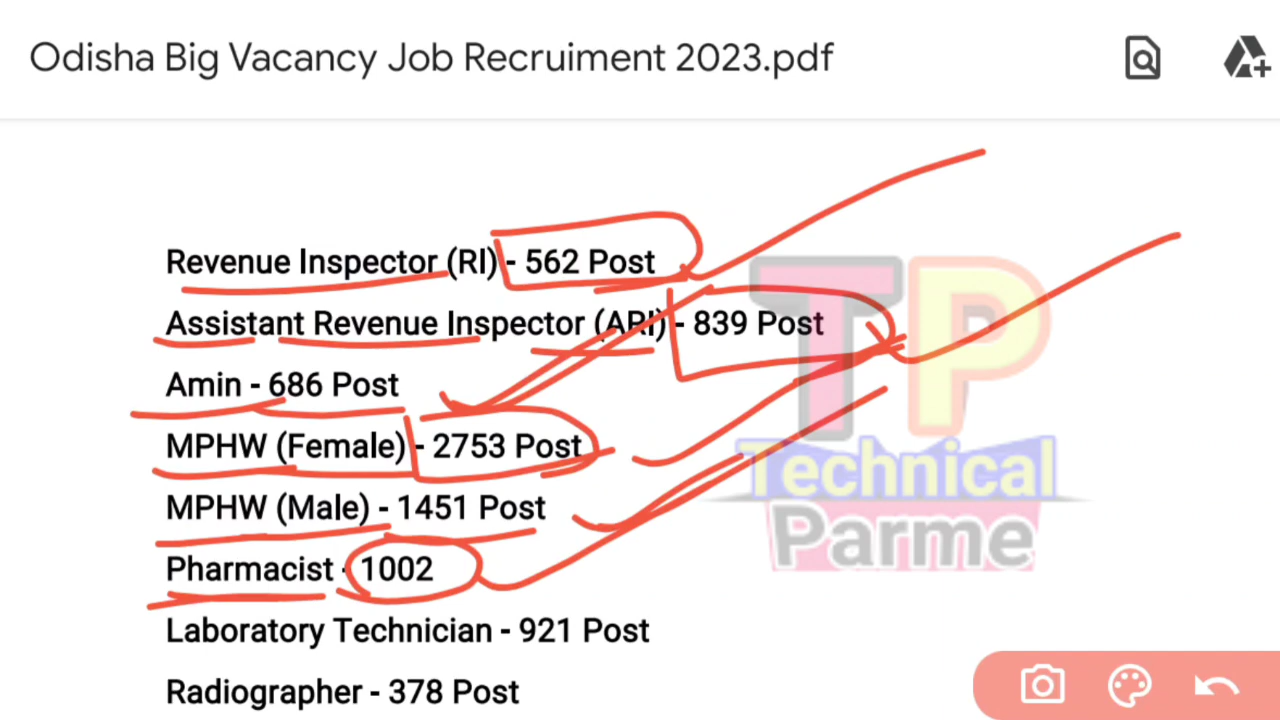 Odisha Big Vacancy Job Recruiment 2023.pdf
Revenue Inspector (RI) - 562 Post
Assistant Revenue Inspector (ARI) - 839 Post
Amin - 686 Post
MPHW (Female) - 2753 Post
MPHW (Male) - 1451 Post
Pharmacist - 1002
Laboratory Technician - 921 Post
Radiographer - 378 Post
TP
Technical
Parme